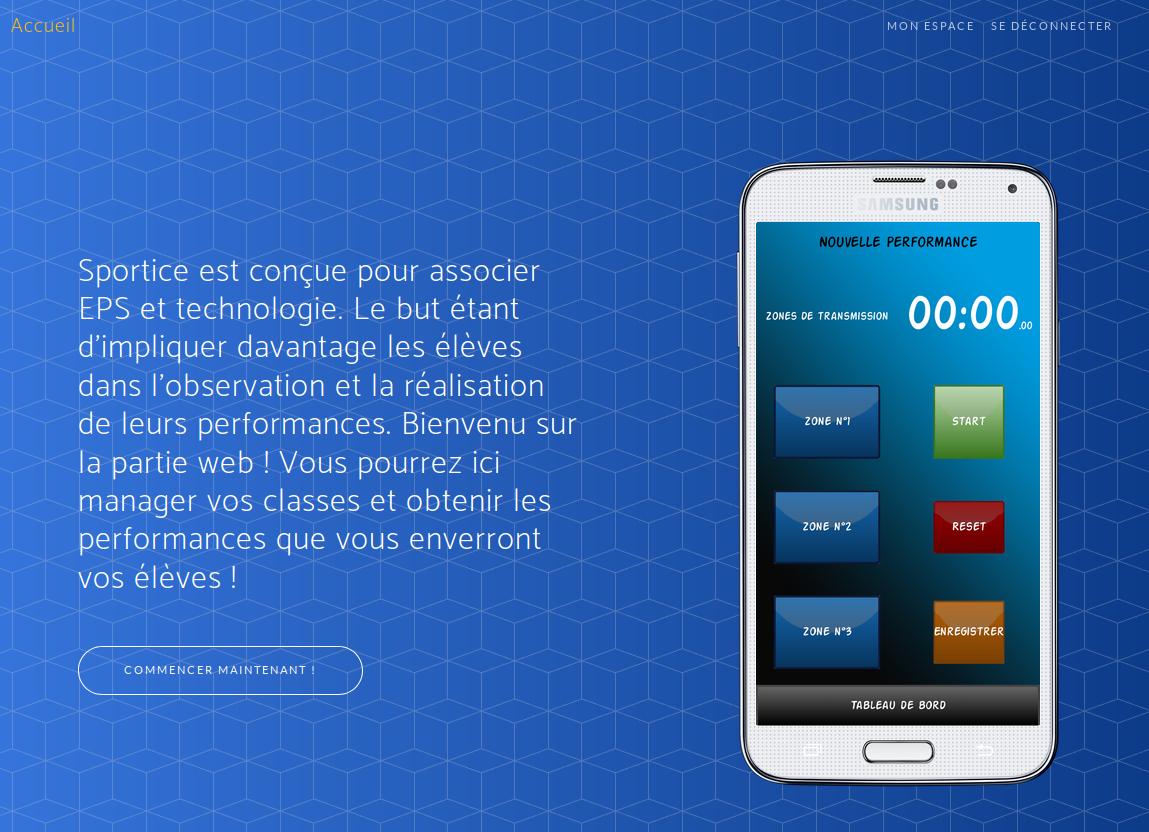 Accueil
MON ESPACE
SE DÉCONNECTER
Sportice est conçue pour associer
EPS et technologie. Le but étant
d'impliquer davantage les élèves
dans l'observation et la réalisation
de leurs performances. Bienvenu sur
la partie web ! Vous pourrez ici
manager vos classes et obtenir les
performances que vous enverront
vos élèves !
COMMENCER MAINTENANT !
SAMSUNG
NOUVELLE PERFORMANCE
ZONES DE TRANSMISSION
00:00.00
ZONE N°1
START
ZONE N°2
RESET
ZONE N°3
ENREGISTRER
TABLEAU DE BORD